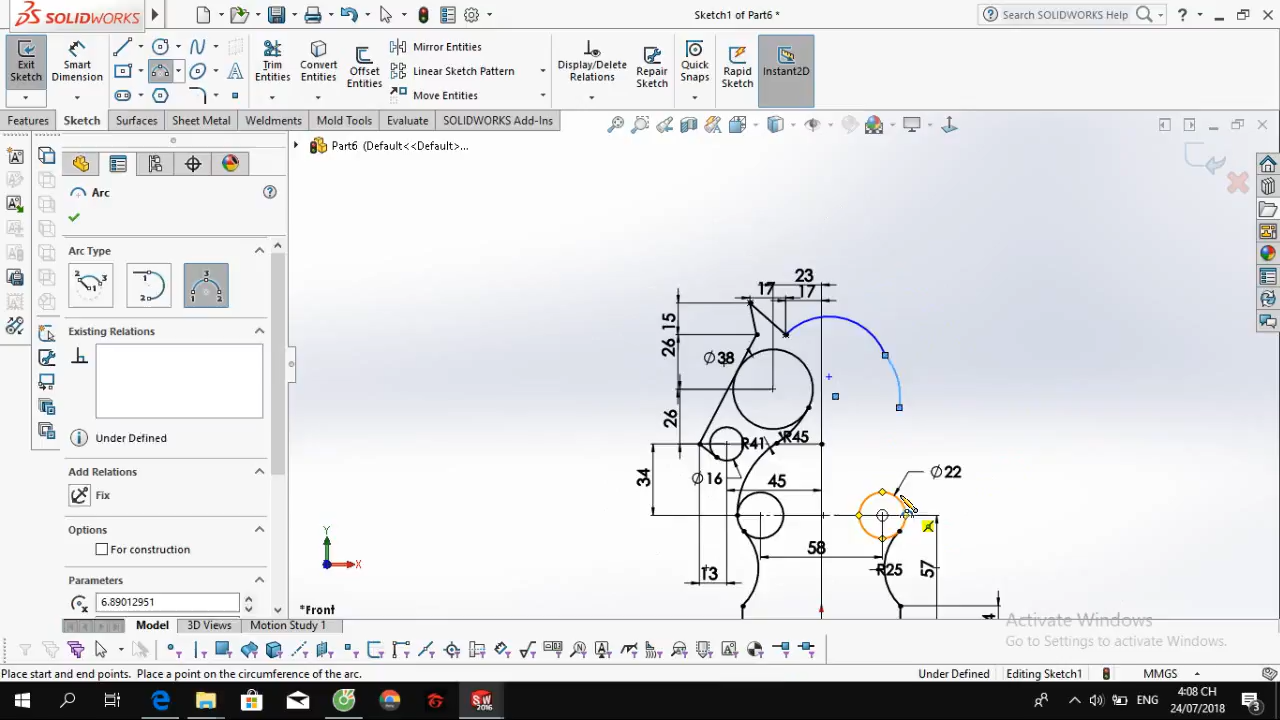 SOLIDWORKS
Sketch1 of Part6 *
Search SOLIDWORKS Help
Exit Sketch
Smart Dimension
Trim Entities
Convert Entities
Offset Entities
Mirror Entities
Linear Sketch Pattern
Move Entities
Display/Delete Relations
Repair Sketch
Quick Snaps
Rapid Sketch
Instant2D
Features
Sketch
Surfaces
Sheet Metal
Weldments
Mold Tools
Evaluate
SOLIDWORKS Add-Ins
Part6 (Default<<Default>...
Arc
Arc Type
Existing Relations
Under Defined
Add Relations
Fix
Options
For construction
Parameters
6.89012951
23
17
17
15
26
Ø38
26
R41
R45
34
Ø16
45
Ø22
58
R25
57
13
4
Y
X
*Front
Activate Windows
Go to Settings to activate Windows.
Model
3D Views
Motion Study 1
Place start and end points. Place a point on the circumference of the arc.
Under Defined
Editing Sketch1
MMGS
SW
2016
ENG
4:08 CH
24/07/2018
3